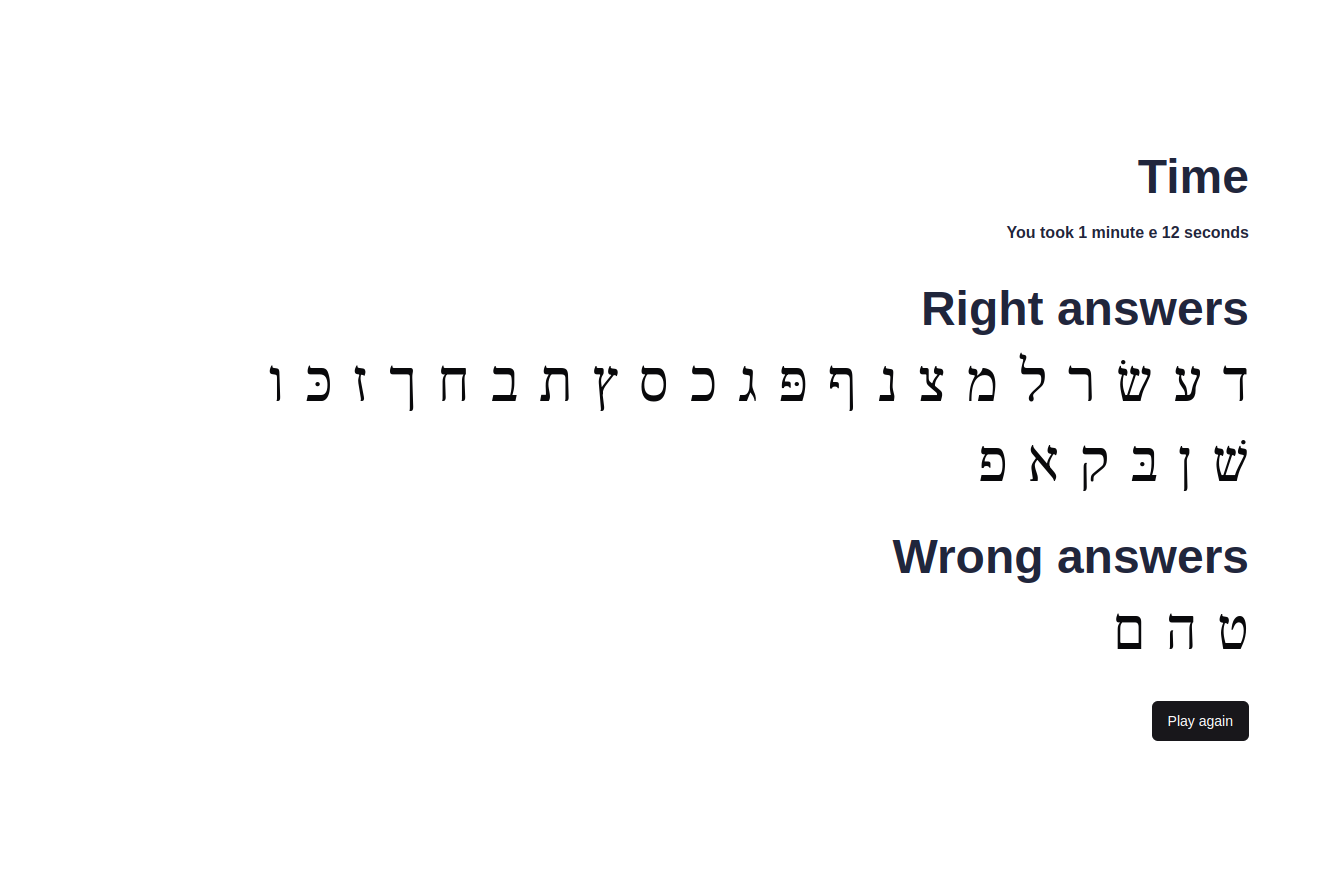 Time
You took 1 minute e 12 seconds
Right answers
ד ע שׂ ר ל מ צ נ ף פּ ג כ ס ץ ת ב ח ך ז כּ ו
שׁ ן בּ ק א פ
Wrong answers
ט ה ם
Play again